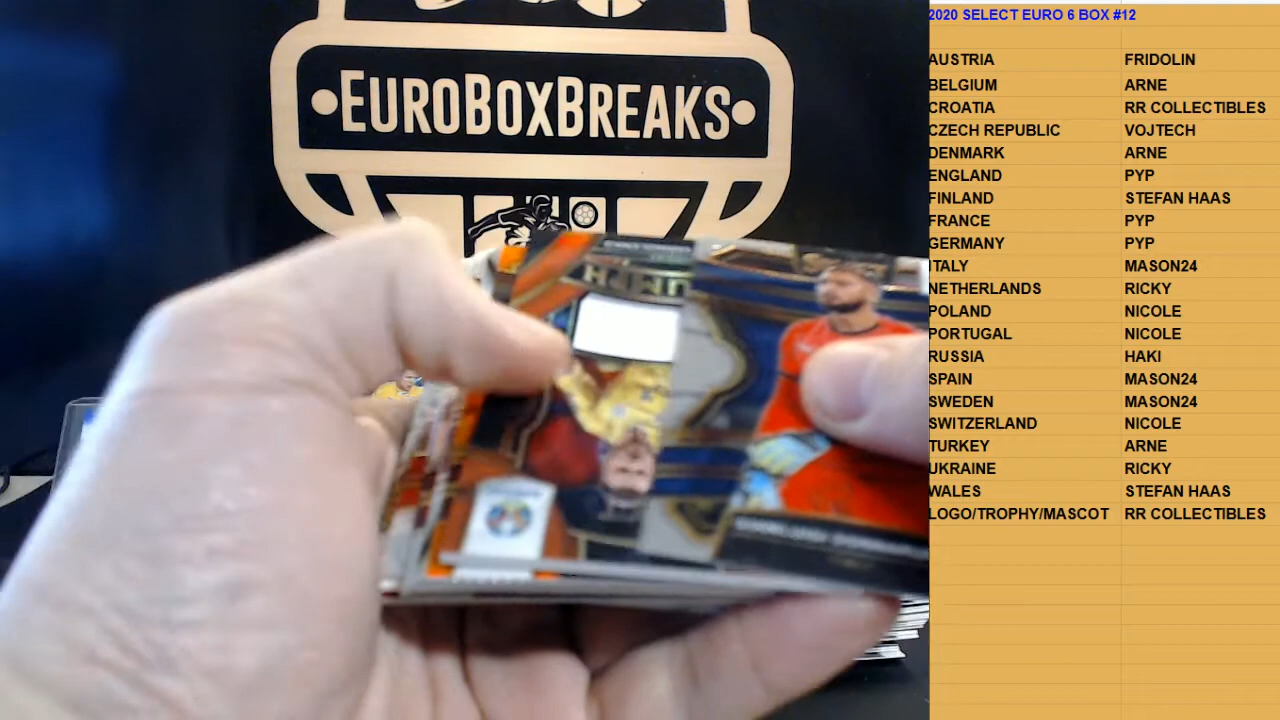 EUROBOXBREAKS
2020 SELECT EURO 6 BOX #12
AUSTRIA FRIDOLIN
BELGIUM ARNE
CROATIA RR COLLECTIBLES
CZECH REPUBLIC VOJTECH
DENMARK ARNE
ENGLAND PYP
FINLAND STEFAN HAAS
FRANCE PYP
GERMANY PYP
ITALY MASON24
NETHERLANDS RICKY
POLAND NICOLE
PORTUGAL NICOLE
RUSSIA HAKI
SPAIN MASON24
SWEDEN MASON24
SWITZERLAND NICOLE
TURKEY ARNE
UKRAINE RICKY
WALES STEFAN HAAS
LOGO/TROPHY/MASCOT RR COLLECTIBLES